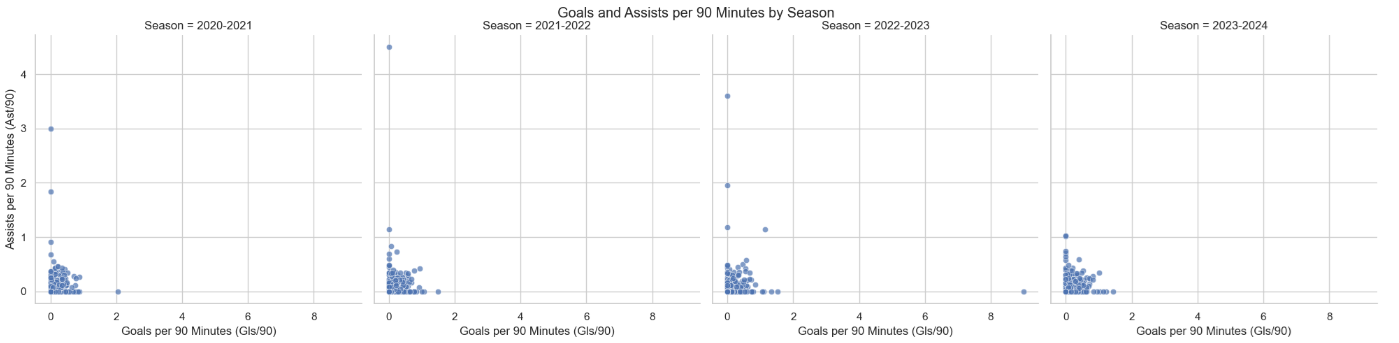 Goals and Assists per 90 Minutes by Season
Season = 2020-2021
Season = 2021-2022
Season = 2022-2023
Season = 2023-2024
Assists per 90 Minutes (Ast/90)
4
3
2
1
0
0 2 4 6 8
0 2 4 6 8
0 2 4 6 8
0 2 4 6 8
Goals per 90 Minutes (Gls/90)
Goals per 90 Minutes (Gls/90)
Goals per 90 Minutes (Gls/90)
Goals per 90 Minutes (Gls/90)